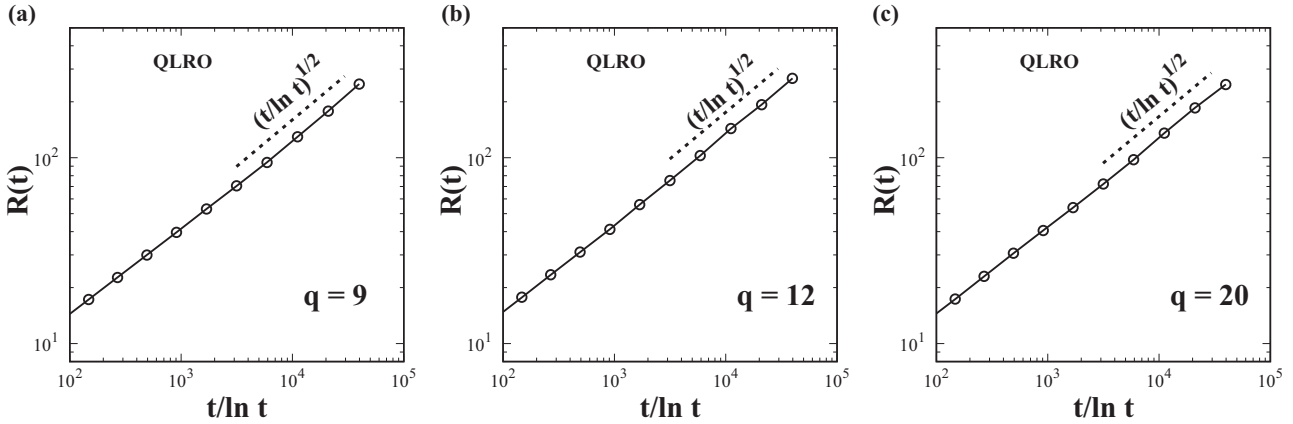 (a)
QLRO
(t/ln t)^{1/2}
R(t)
10^2
10^1
q = 9
10^2 10^3 10^4 10^5
t/ln t
(b)
QLRO
(t/ln t)^{1/2}
R(t)
10^2
10^1
q = 12
10^2 10^3 10^4 10^5
t/ln t
(c)
QLRO
(t/ln t)^{1/2}
R(t)
10^2
10^1
q = 20
10^2 10^3 10^4 10^5
t/ln t